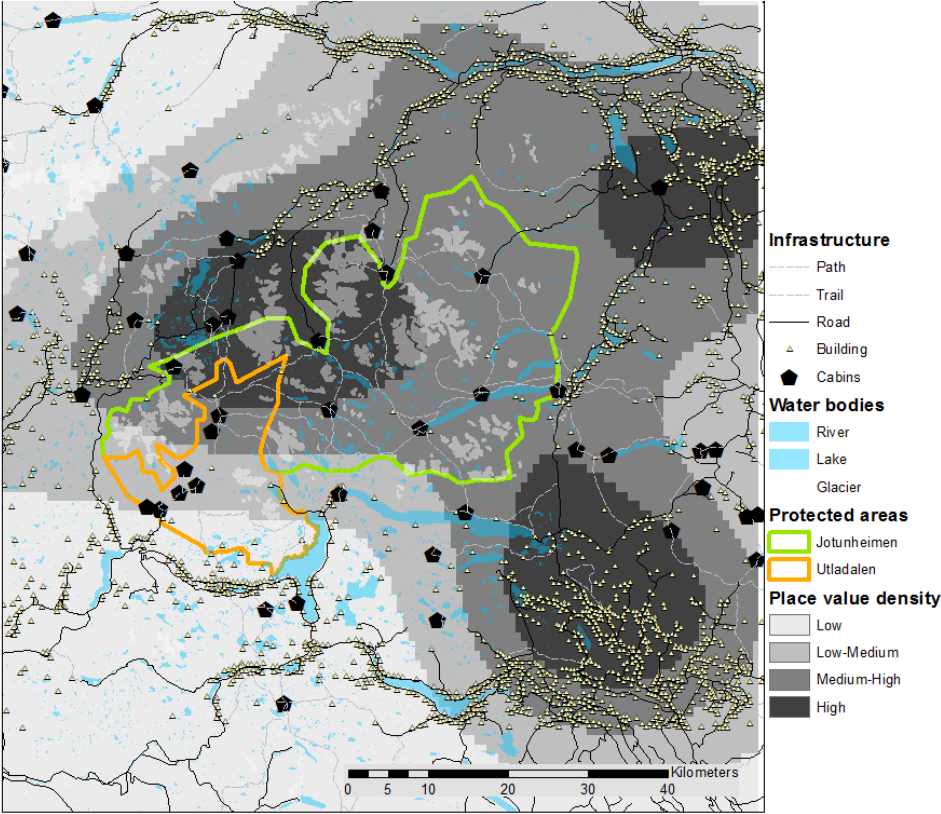 Infrastructure
Path
Trail
Road
Building
Cabins
Water bodies
River
Lake
Glacier
Protected areas
Jotunheimen
Utladalen
Place value density
Low
Low-Medium
Medium-High
High
Kilometers
0 5 10 20 30 40